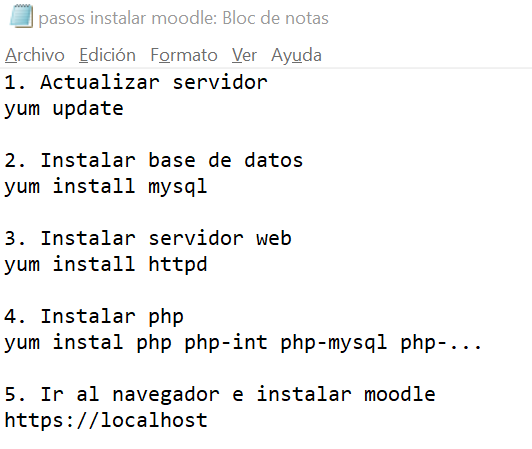 pasos instalar moodle: Bloc de notas
Archivo Edición Formato Ver Ayuda
1. Actualizar servidor
yum update
2. Instalar base de datos
yum install mysql
3. Instalar servidor web
yum install httpd
4. Instalar php
yum instal php php-int php-mysql php-...
5. Ir al navegador e instalar moodle
https://localhost